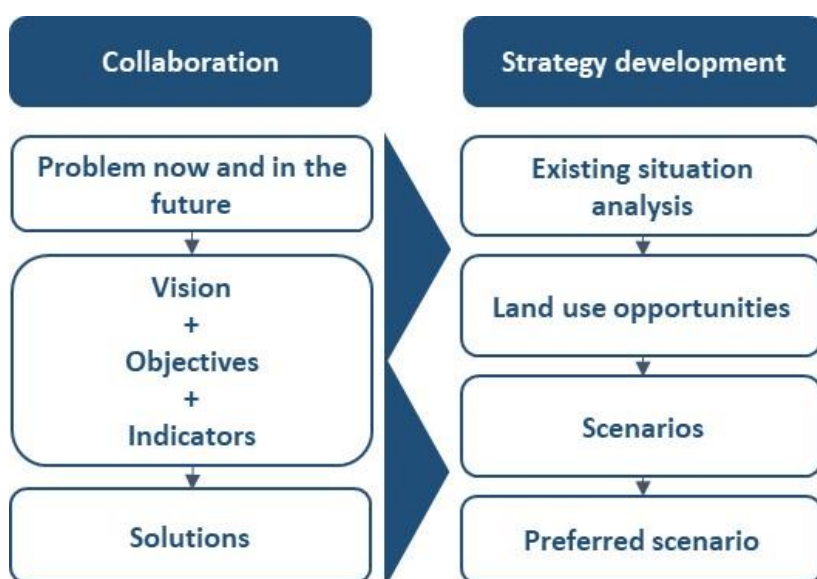 Collaboration
Problem now and in the
future
Vision
+
Objectives
+
Indicators
Solutions
Strategy development
Existing situation
analysis
Land use opportunities
Scenarios
Preferred scenario